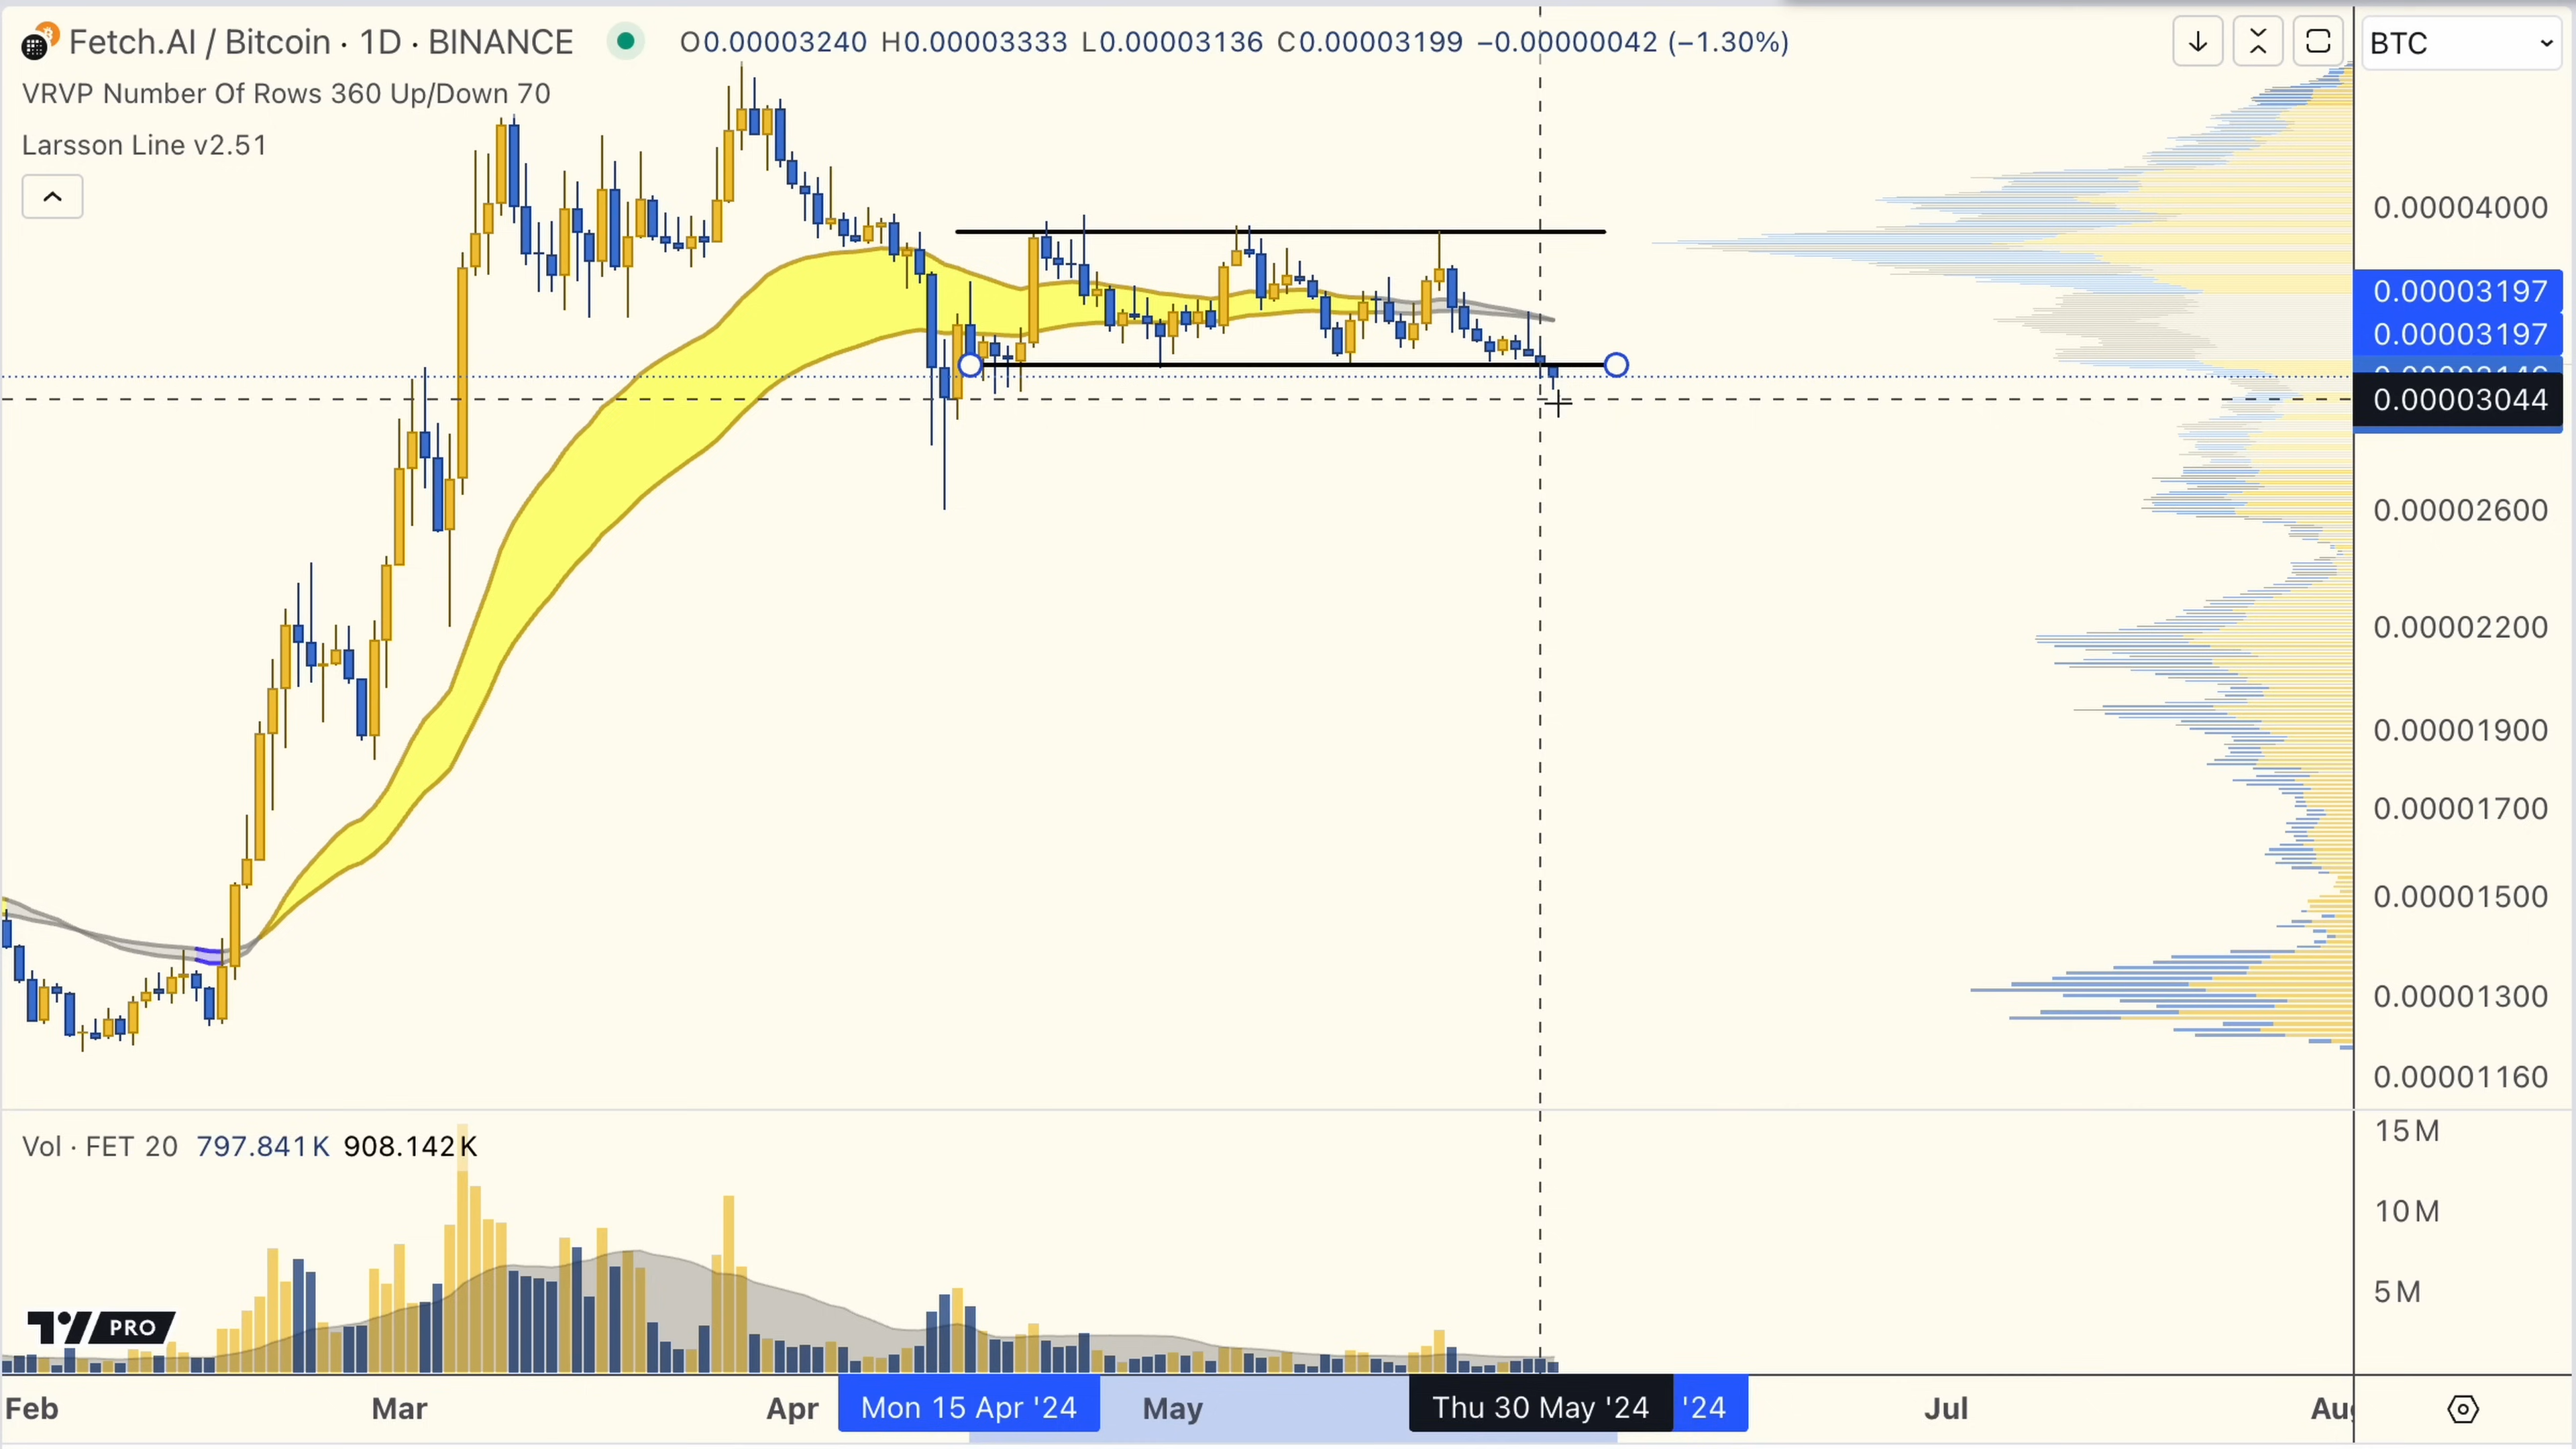 Fetch.AI / Bitcoin · 1D · BINANCE O0.00003240 H0.00003333 L0.00003136 C0.00003199 −0.00000042 (−1.30%)
BTC
VRVP Number Of Rows 360 Up/Down 70
Larsson Line v2.51
0.00004000
0.00003197
0.00003197
0.00003044
0.00002600
0.00002200
0.00001900
0.00001700
0.00001500
0.00001300
0.00001160
Vol · FET 20 797.841K 908.142K
15M
10M
5M
PRO
Feb Mar Apr Mon 15 Apr '24 May Thu 30 May '24 '24 Jul